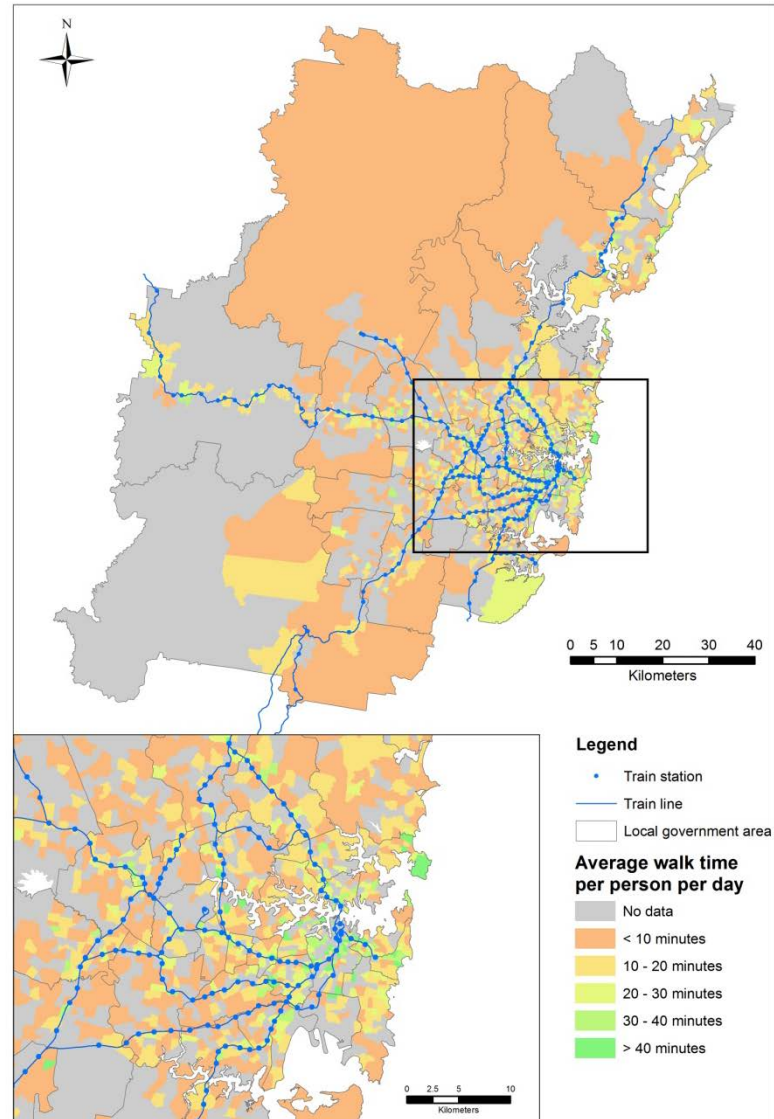 N
0 5 10 20 30 40
Kilometers
Legend
Train station
Train line
Local government area
Average walk time
per person per day
No data
< 10 minutes
10 - 20 minutes
20 - 30 minutes
30 - 40 minutes
> 40 minutes
0 2.5 5 10
Kilometers